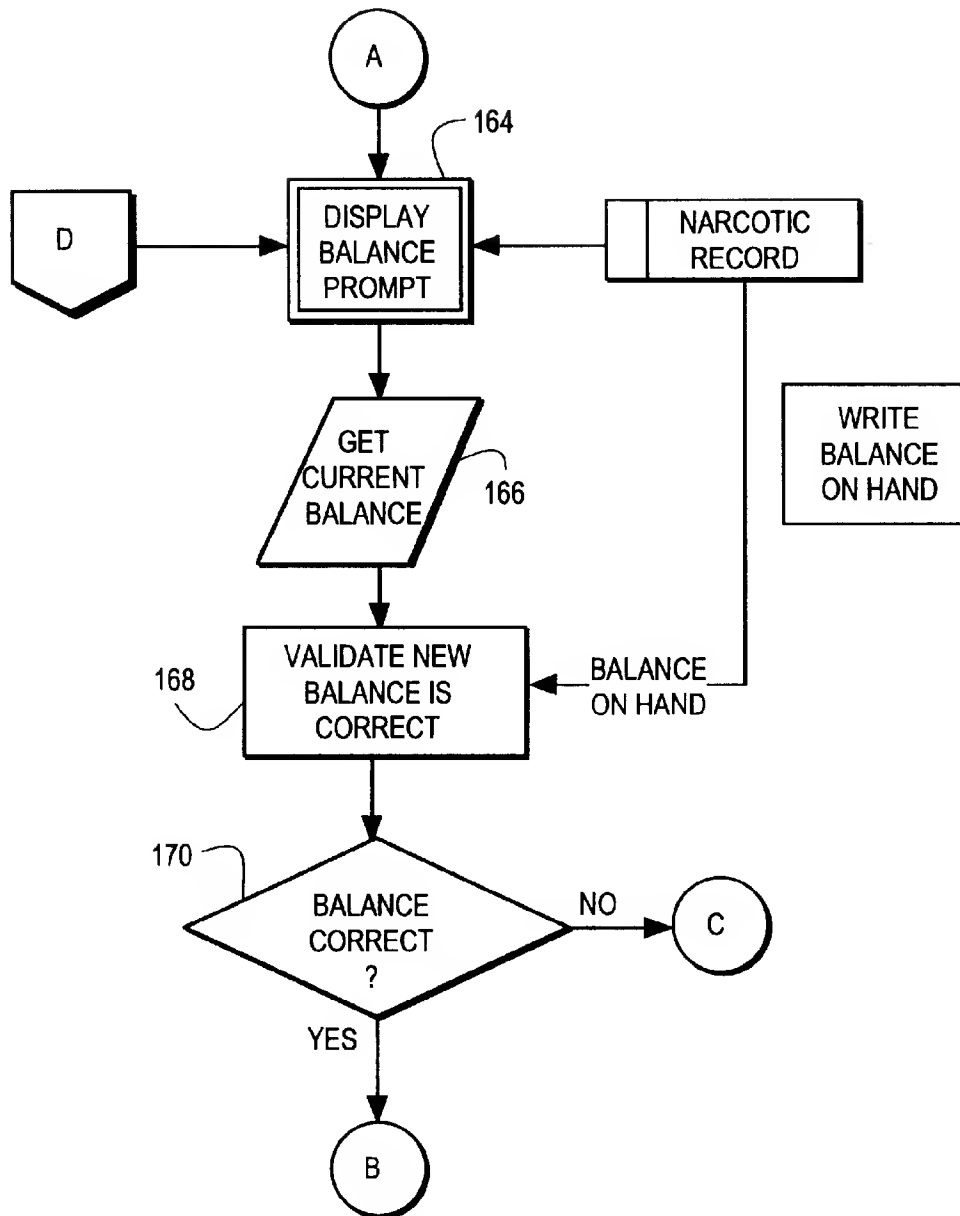 A
164
D
DISPLAY
BALANCE
PROMPT
NARCOTIC
RECORD
GET
CURRENT
BALANCE
166
WRITE
BALANCE
ON HAND
168
VALIDATE NEW
BALANCE IS
CORRECT
BALANCE
ON HAND
170
BALANCE
CORRECT
?
NO
C
YES
B